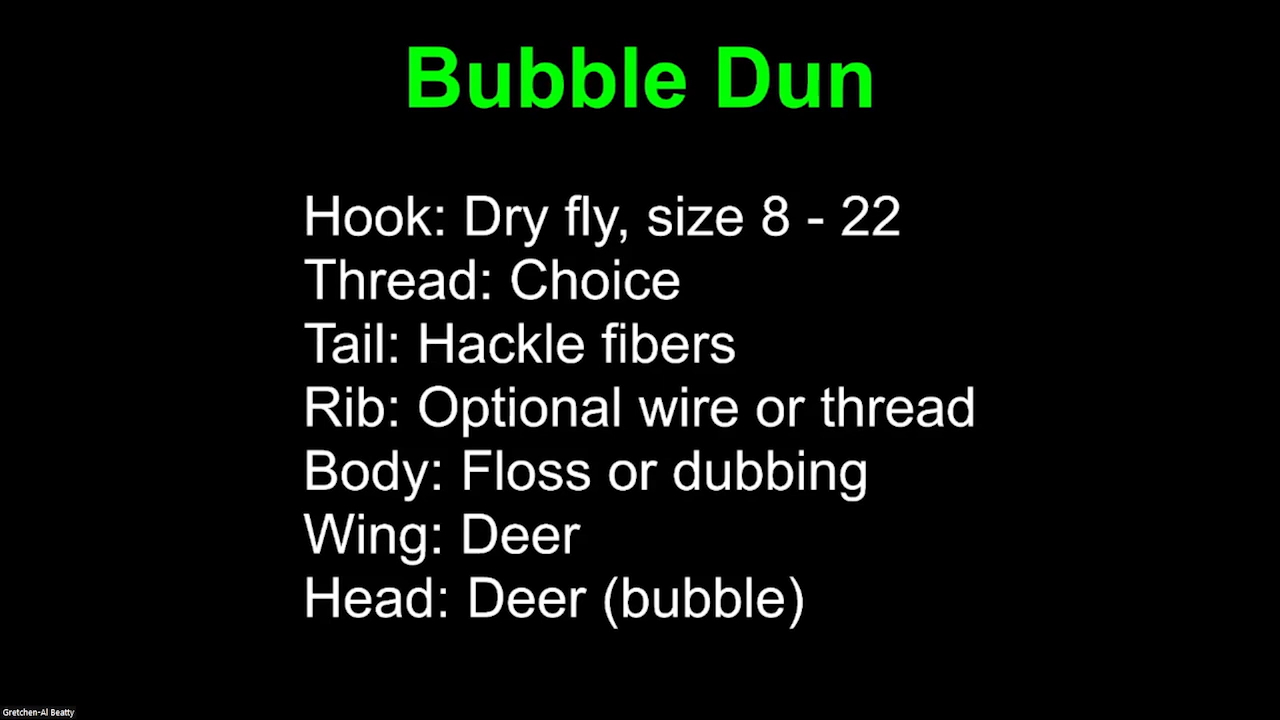 Bubble Dun
Hook: Dry fly, size 8 - 22
Thread: Choice
Tail: Hackle fibers
Rib: Optional wire or thread
Body: Floss or dubbing
Wing: Deer
Head: Deer (bubble)
Gretchen-Al Beatty